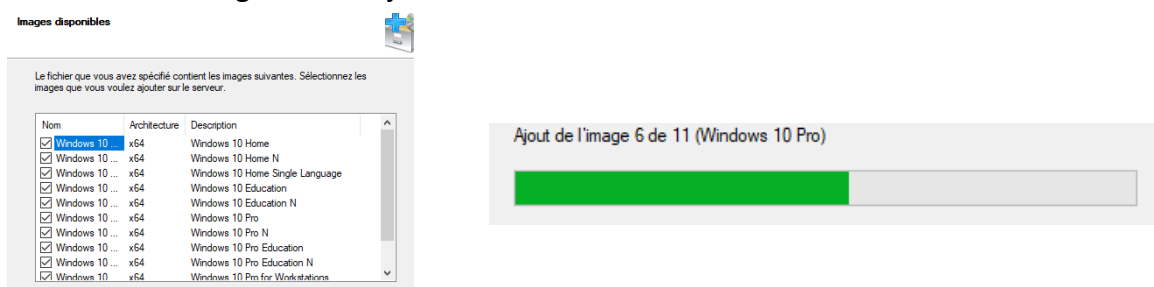 Images disponibles
Le fichier que vous avez spécifié contient les images suivantes. Sélectionnez les
images que vous voulez ajouter sur le serveur.
Nom Architecture Description
Windows 10 ... x64 Windows 10 Home
Windows 10 ... x64 Windows 10 Home N
Windows 10 ... x64 Windows 10 Home Single Language
Windows 10 ... x64 Windows 10 Education
Windows 10 ... x64 Windows 10 Education N
Windows 10 ... x64 Windows 10 Pro
Windows 10 ... x64 Windows 10 Pro N
Windows 10 ... x64 Windows 10 Pro Education
Windows 10 ... x64 Windows 10 Pro Education N
Windows 10 x64 Windows 10 Pro for Workstations
Ajout de l'image 6 de 11 (Windows 10 Pro)